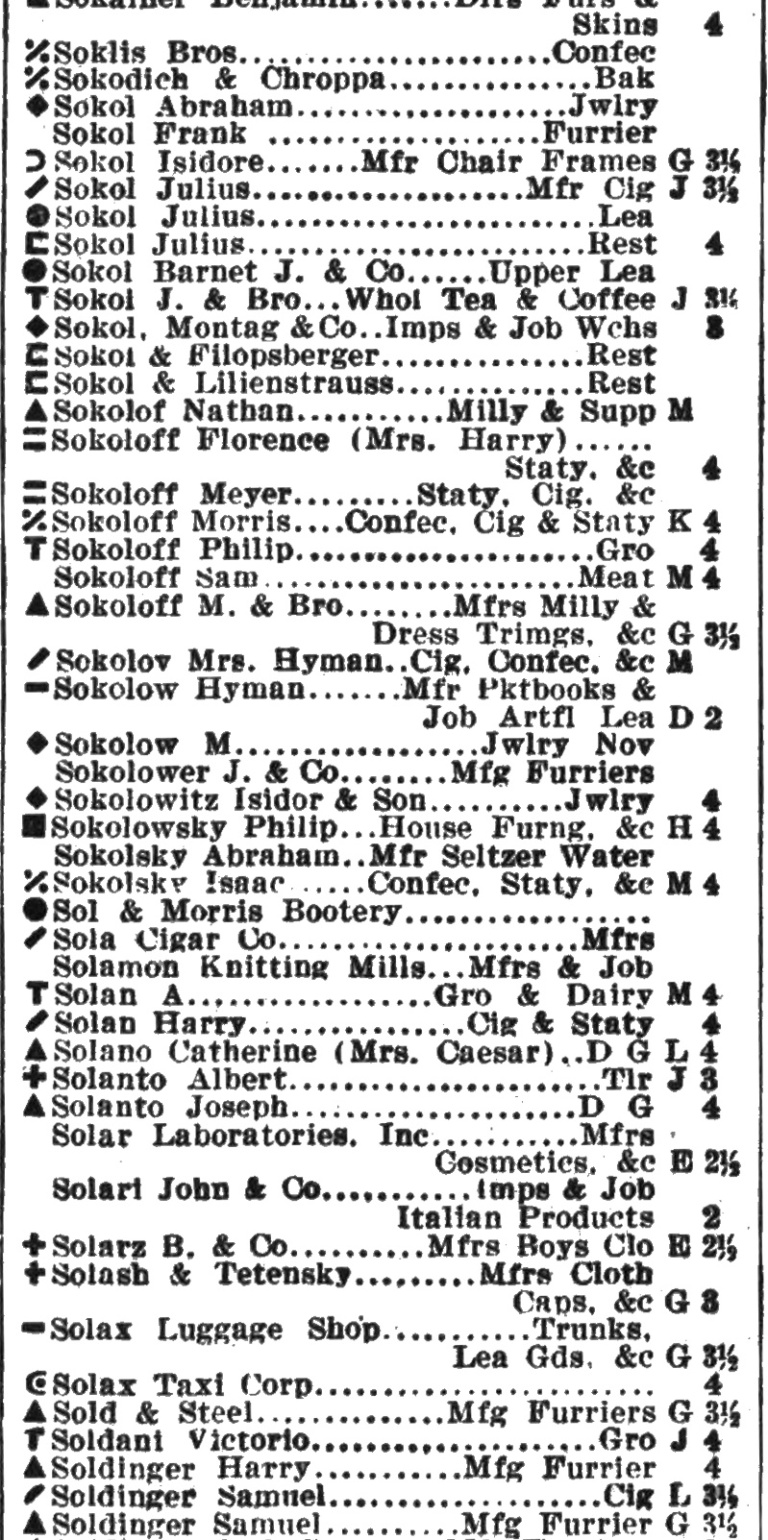 Sokalner Benjamin.......Drs Furs &
Skins 4
Soklis Bros.......................Confec
Sokodich & Chroppa...............Bak
Sokol Abraham....................Jwlry
Sokol Frank ....................Furrier
Sokol Isidore.......Mfr Chair Frames G 3½
Sokol Julius....................Mfr Cig J 3½
Sokol Julius.........................Lea
Sokol Julius.........................Rest 4
Sokol Barnet J. & Co......Upper Lea
Sokol J. & Bro...Whol Tea & Coffee J 3½
Sokol, Montag &Co..Imps & Job Wchs 3
Sokol & Filopsberger...............Rest
Sokol & Lilienstrauss..............Rest
Sokolof Nathan...........Milly & Supp M
Sokoloff Florence (Mrs. Harry)......
Staty, &c 4
Sokoloff Meyer.........Staty, Cig, &c
Sokoloff Morris....Confec, Cig & Staty K 4
Sokoloff Philip......................Gro 4
Sokoloff Sam.......................Meat M 4
Sokoloff M. & Bro........Mfrs Milly &
Dress Trimgs, &c G 3½
Sokolov Mrs. Hyman..Cig, Confec, &c M
Sokolow Hyman.......Mfr Pktbooks &
Job Artfl Lea D 2
Sokolow M..................Jwlry Nov
Sokolower J. & Co........Mfg Furriers
Sokolowitz Isidor & Son..........Jwlry 4
Sokolowsky Philip...House Furng, &c H 4
Sokolsky Abraham..Mfr Seltzer Water
Sokolsky Isaac......Confec, Staty, &c M 4
Sol & Morris Bootery..................
Sola Cigar Co.......................Mfrs
Solamon Knitting Mills...Mfrs & Job
Solan A..................Gro & Dairy M 4
Solan Harry................Cig & Staty 4
Solano Catherine (Mrs. Caesar)..D G L 4
Solanto Albert.......................Tlr J 3
Solanto Joseph.....................D G 4
Solar Laboratories, Inc...........Mfrs
Cosmetics, &c E 2½
Solari John & Co............Imps & Job
Italian Products 2
Solarz B. & Co..........Mfrs Boys Clo E 2½
Solash & Tetensky.........Mfrs Cloth
Caps, &c G 3
Solax Luggage Shop...........Trunks,
Lea Gds, &c G 3½
Solax Taxi Corp......................... 4
Sold & Steel..............Mfg Furriers G 3½
Soldani Victorio.....................Gro J 4
Soldinger Harry...........Mfg Furrier 4
Soldinger Samuel....................Cig L 3½
Soldinger Samuel.........Mfg Furrier G 3½